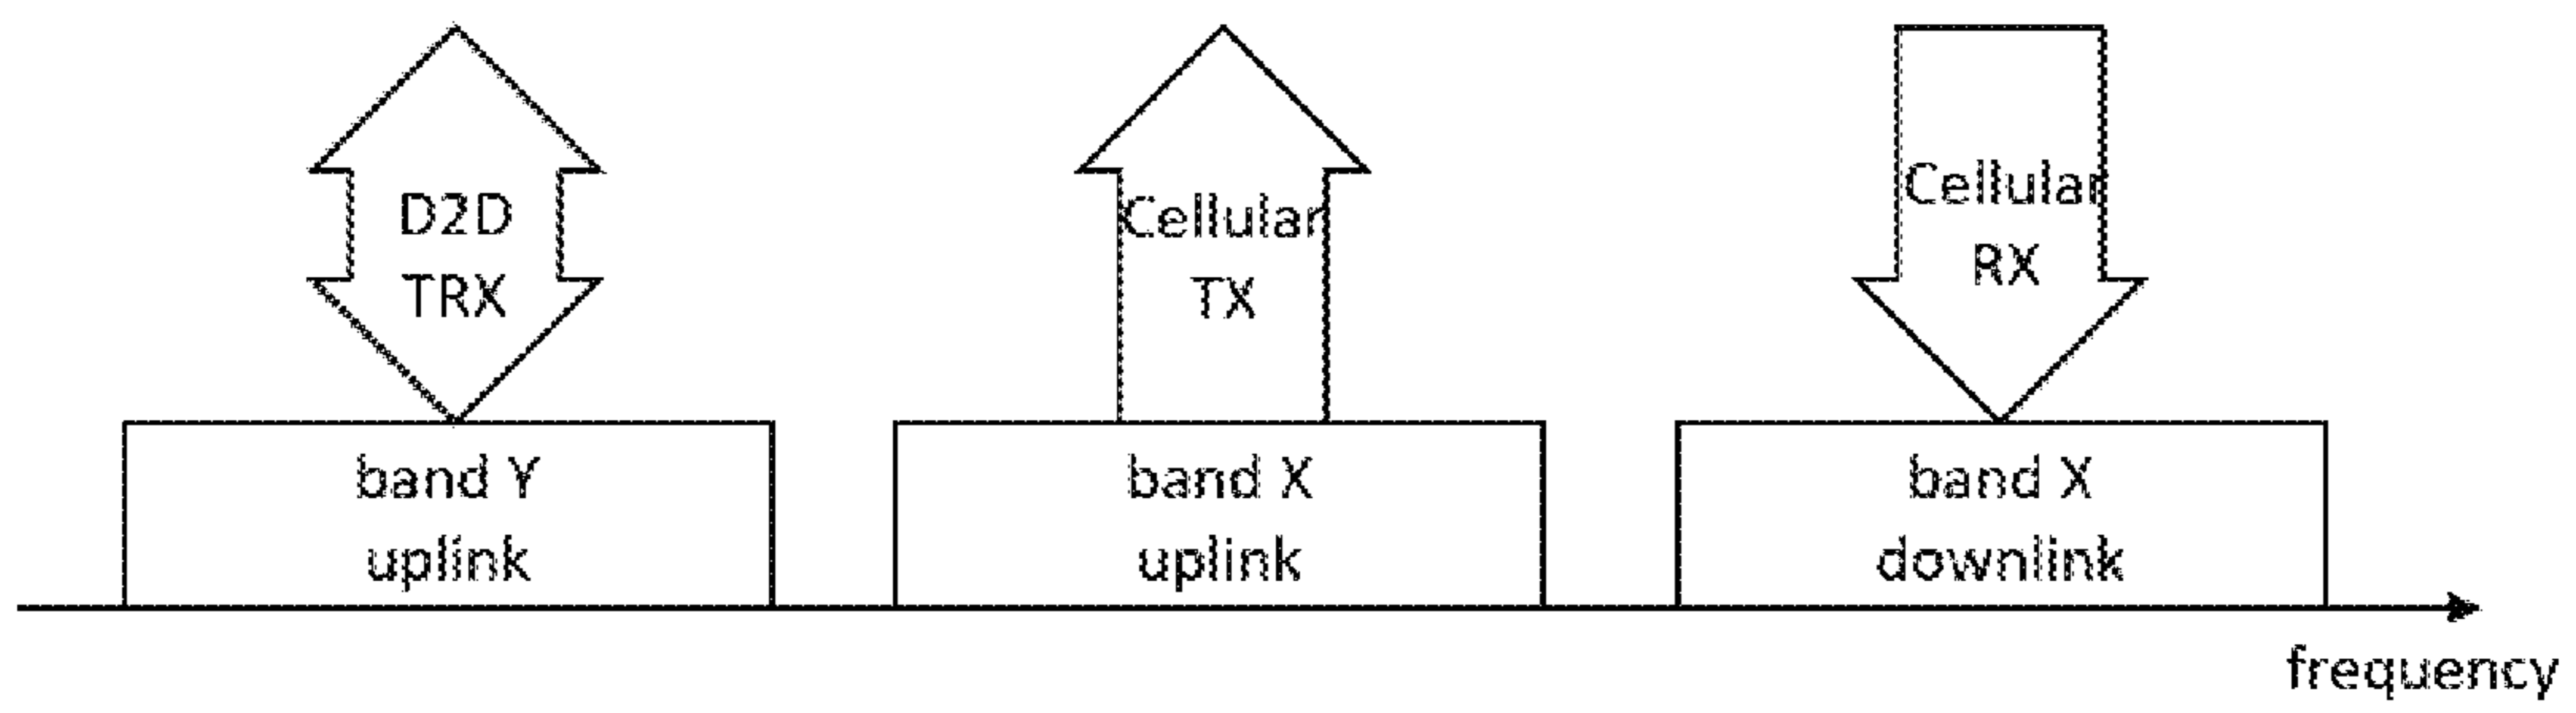 D2D
TRX
Cellular
TX
Cellular
RX
band Y
uplink
band X
uplink
band X
downlink
frequency